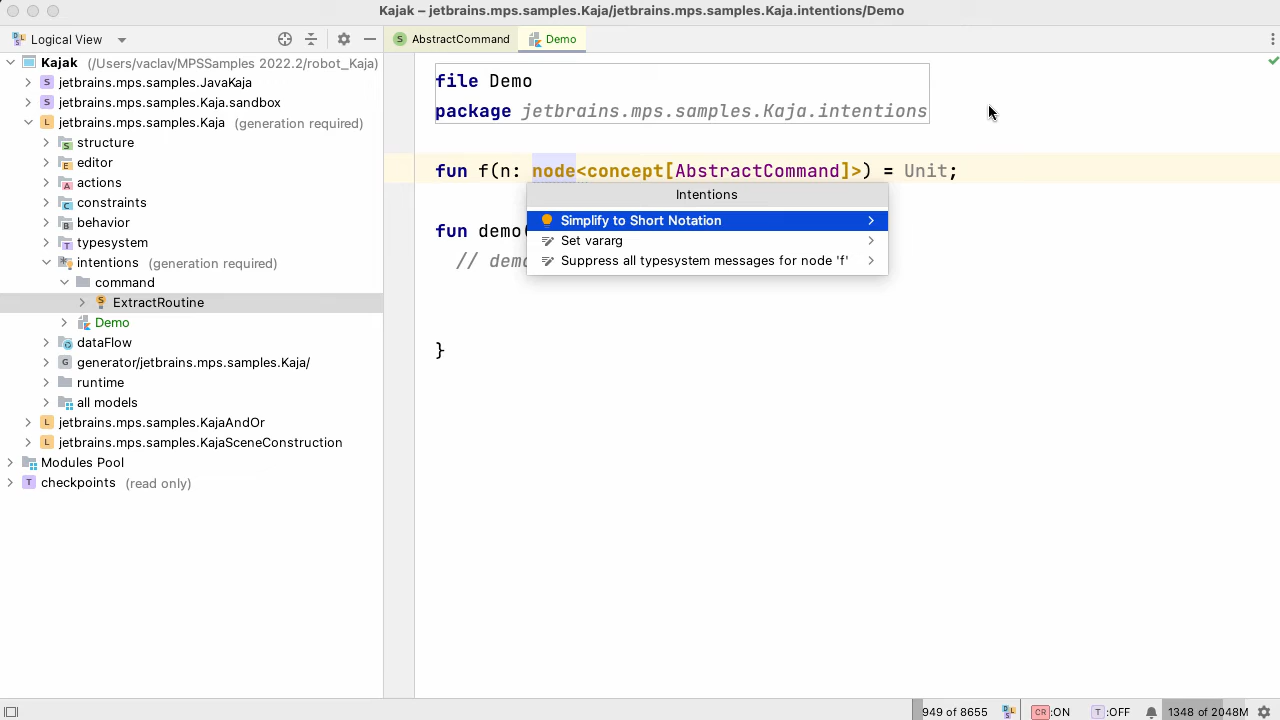 Kajak – jetbrains.mps.samples.Kaja/jetbrains.mps.samples.Kaja.intentions/Demo
Logical View
AbstractCommand
Demo
Kajak (/Users/vaclav/MPSSamples 2022.2/robot_Kaja)
jetbrains.mps.samples.JavaKaja
jetbrains.mps.samples.Kaja.sandbox
jetbrains.mps.samples.Kaja (generation required)
structure
editor
actions
constraints
behavior
typesystem
intentions (generation required)
command
ExtractRoutine
Demo
dataFlow
generator/jetbrains.mps.samples.Kaja/
runtime
all models
jetbrains.mps.samples.KajaAndOr
jetbrains.mps.samples.KajaSceneConstruction
Modules Pool
checkpoints (read only)
file Demo
package jetbrains.mps.samples.Kaja.intentions
fun f(n: node<concept[AbstractCommand]>) = Unit;
Intentions
Simplify to Short Notation
Set vararg
Suppress all typesystem messages for node 'f'
fun demo
//
}
949 of 8655
CR:ON
T:OFF
1348 of 2048M